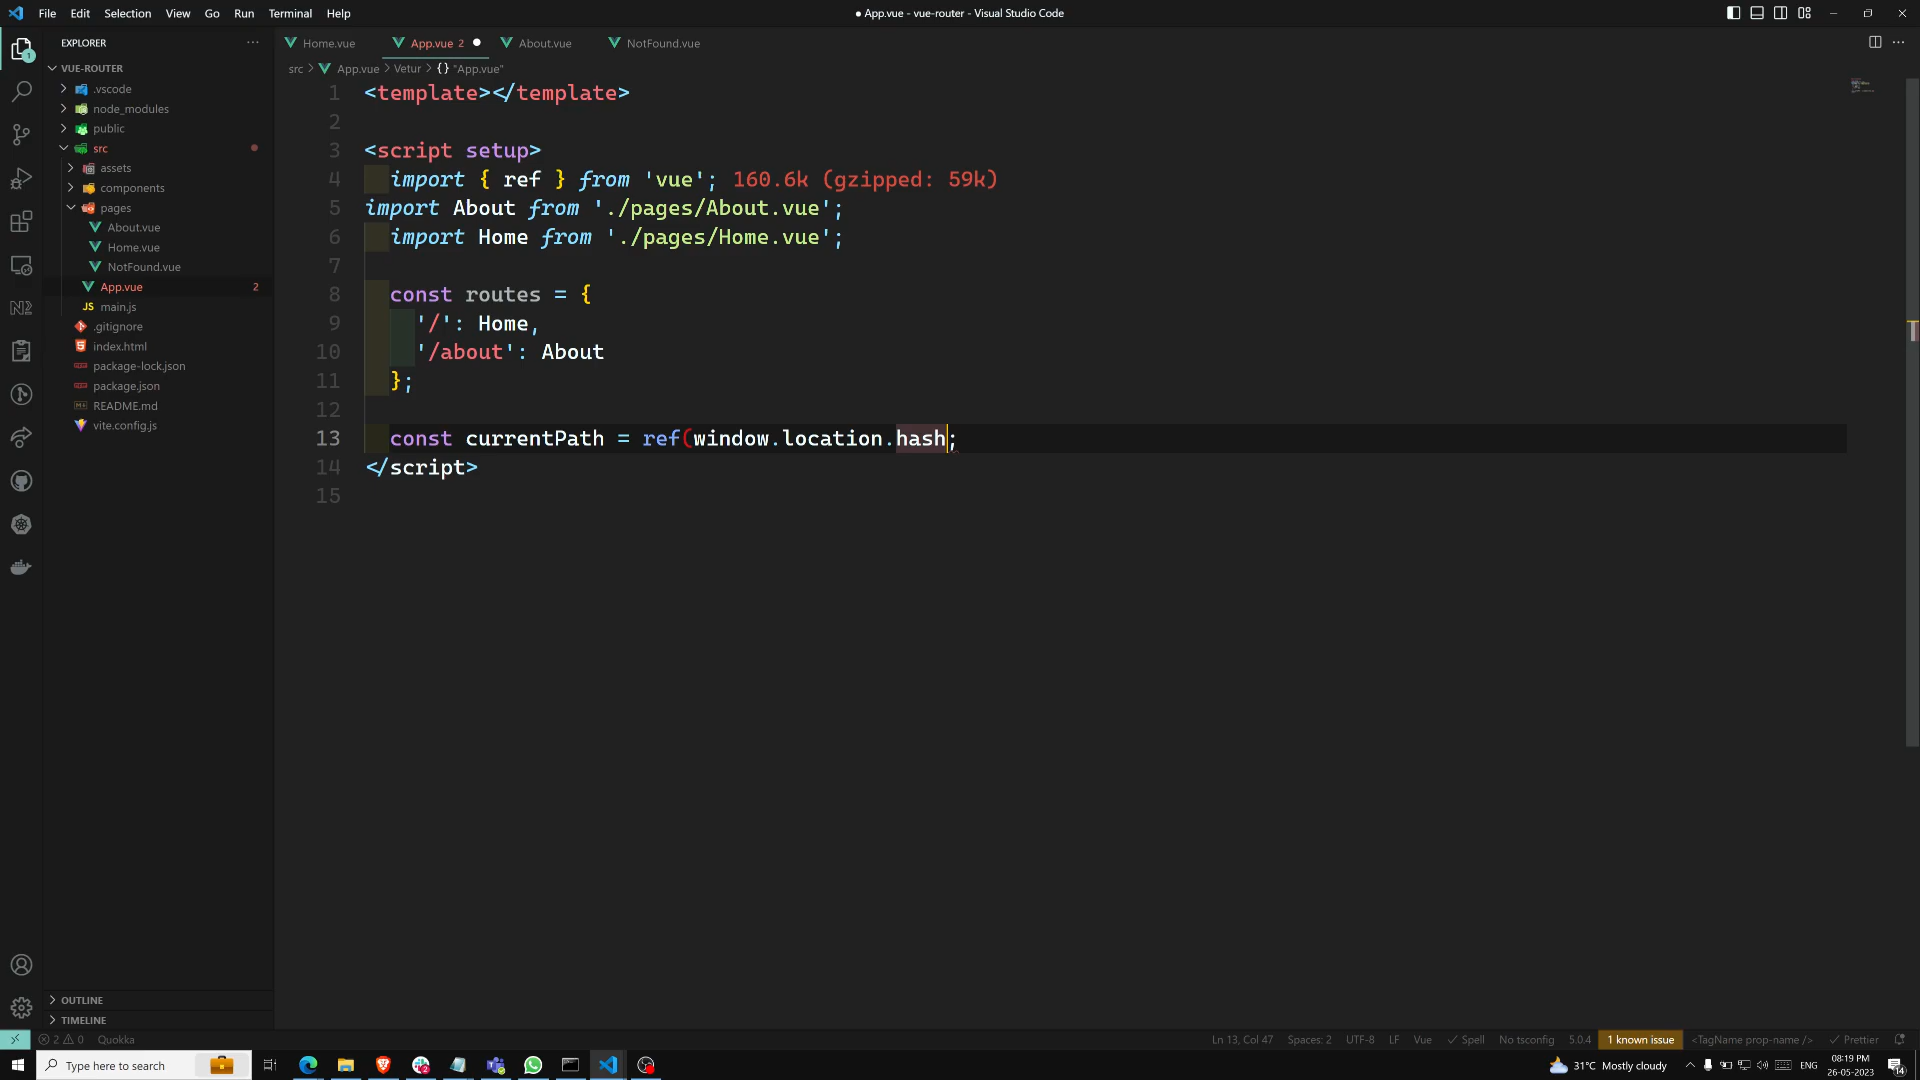 File Edit Selection View Go Run Terminal Help
● App.vue - vue-router - Visual Studio Code
EXPLORER
VUE-ROUTER
.vscode
node_modules
public
src
assets
components
pages
About.vue
Home.vue
NotFound.vue
App.vue 2
JS main.js
.gitignore
index.html
package-lock.json
package.json
README.md
vite.config.js
OUTLINE
TIMELINE
Home.vue App.vue 2 ● About.vue NotFound.vue
src > App.vue > Vetur > {} "App.vue"
1 <template></template>
2
3 <script setup>
4 import { ref } from 'vue'; 160.6k (gzipped: 59k)
5 import About from './pages/About.vue';
6 import Home from './pages/Home.vue';
7
8 const routes = {
9 '/': Home,
10 '/about': About
11 };
12
13 const currentPath = ref(window.location.hash;
14 </script>
15
2 0 Quokka
Ln 13, Col 47 Spaces: 2 UTF-8 LF Vue Spell No tsconfig 5.0.4 1 known issue <TagName prop-name /> Prettier
Type here to search
31°C Mostly cloudy
ENG
08:19 PM
26-05-2023
14